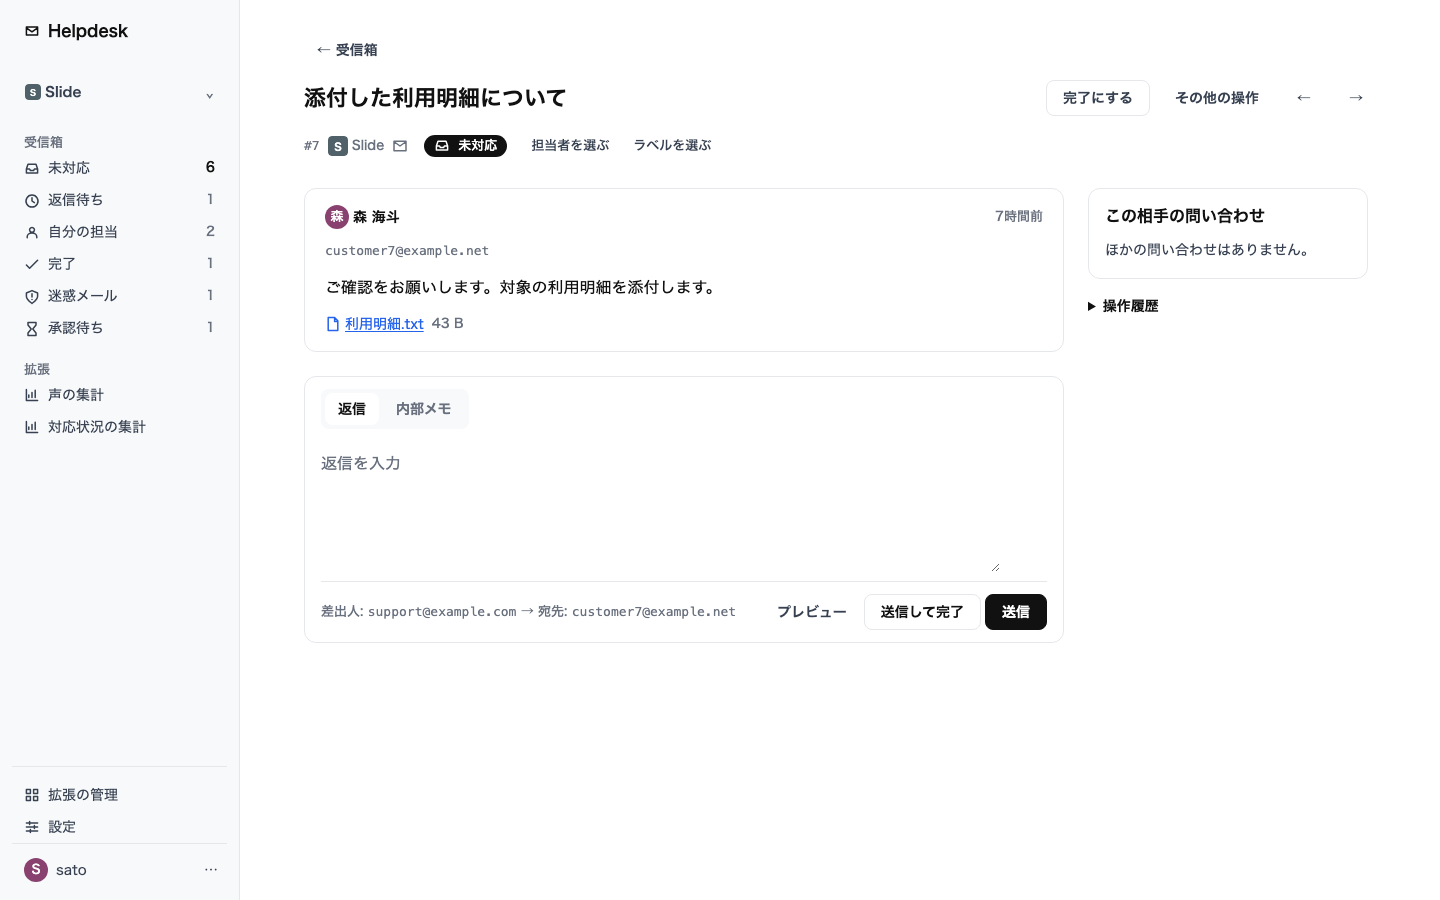 Helpdesk
S Slide
受信箱
未対応 6
返信待ち 1
自分の担当 2
完了 1
迷惑メール 1
承認待ち 1
拡張
声の集計
対応状況の集計
拡張の管理
設定
S sato …
← 受信箱
添付した利用明細について
完了にする その他の操作 ← →
#7 S Slide 未対応 担当者を選ぶ ラベルを選ぶ
森 森 海斗 7時間前
customer7@example.net
ご確認をお願いします。対象の利用明細を添付します。
利用明細.txt 43 B
返信 内部メモ
返信を入力
差出人: support@example.com → 宛先: customer7@example.net プレビュー 送信して完了 送信
この相手の問い合わせ
ほかの問い合わせはありません。
▶ 操作履歴